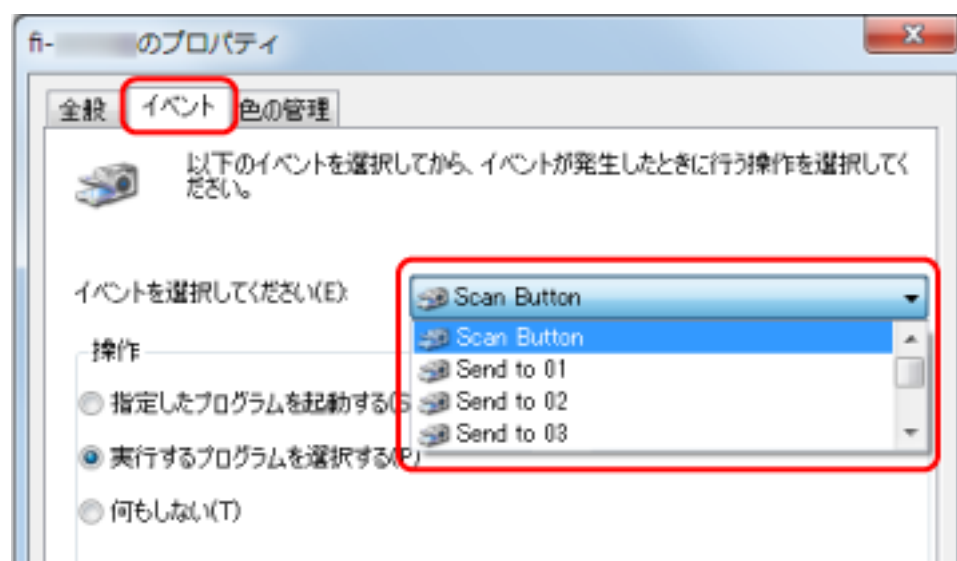 fi- のプロパティ
全般 イベント 色の管理
以下のイベントを選択してから、イベントが発生したときに行う操作を選択してく
ださい。
イベントを選択してください(E):
Scan Button
Scan Button
Send to 01
Send to 02
Send to 03
操作
指定したプログラムを起動する(S
実行するプログラムを選択する(P)
何もしない(T)